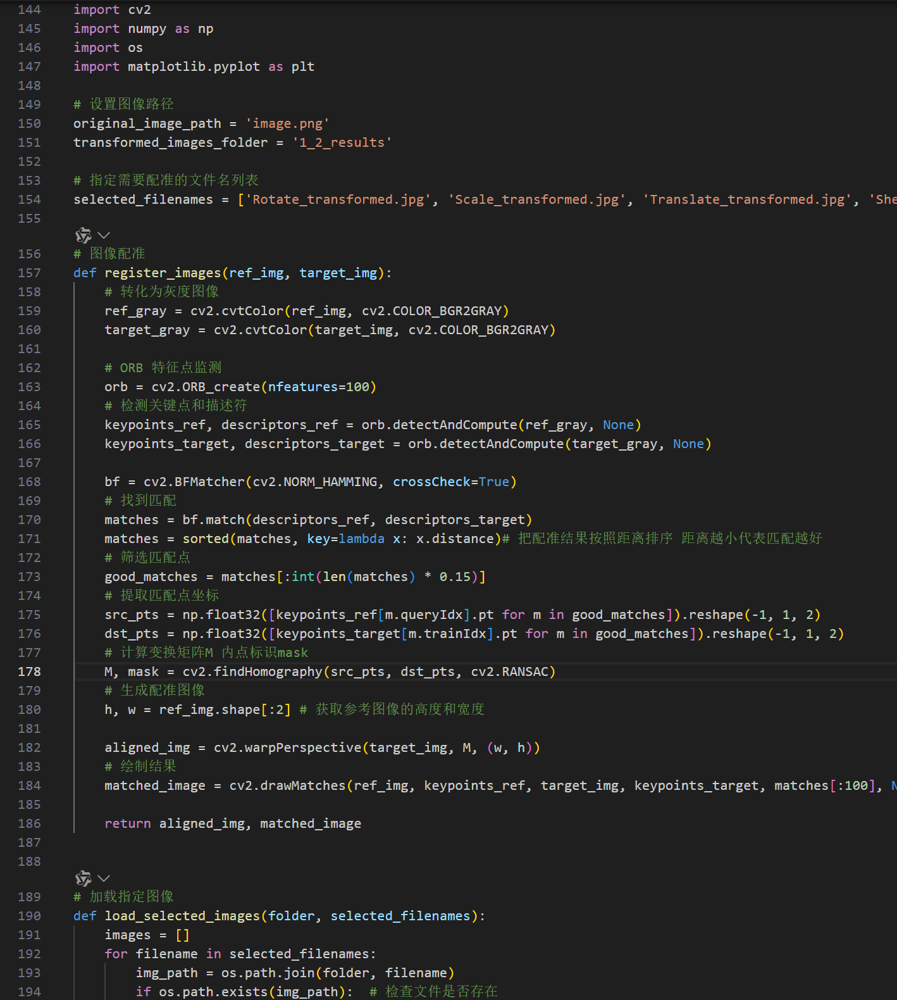 144 import cv2
145 import numpy as np
146 import os
147 import matplotlib.pyplot as plt
148
149 # 设置图像路径
150 original_image_path = 'image.png'
151 transformed_images_folder = '1_2_results'
152
153 # 指定需要配准的文件名列表
154 selected_filenames = ['Rotate_transformed.jpg', 'Scale_transformed.jpg', 'Translate_transformed.jpg', 'She
155
156 # 图像配准
157 def register_images(ref_img, target_img):
158 # 转化为灰度图像
159 ref_gray = cv2.cvtColor(ref_img, cv2.COLOR_BGR2GRAY)
160 target_gray = cv2.cvtColor(target_img, cv2.COLOR_BGR2GRAY)
161
162 # ORB 特征点监测
163 orb = cv2.ORB_create(nfeatures=100)
164 # 检测关键点和描述符
165 keypoints_ref, descriptors_ref = orb.detectAndCompute(ref_gray, None)
166 keypoints_target, descriptors_target = orb.detectAndCompute(target_gray, None)
167
168 bf = cv2.BFMatcher(cv2.NORM_HAMMING, crossCheck=True)
169 # 找到匹配
170 matches = bf.match(descriptors_ref, descriptors_target)
171 matches = sorted(matches, key=lambda x: x.distance)# 把配准结果按照距离排序 距离越小代表匹配越好
172 # 筛选匹配点
173 good_matches = matches[:int(len(matches) * 0.15)]
174 # 提取匹配点坐标
175 src_pts = np.float32([keypoints_ref[m.queryIdx].pt for m in good_matches]).reshape(-1, 1, 2)
176 dst_pts = np.float32([keypoints_target[m.trainIdx].pt for m in good_matches]).reshape(-1, 1, 2)
177 # 计算变换矩阵M 内点标识mask
178 M, mask = cv2.findHomography(src_pts, dst_pts, cv2.RANSAC)
179 # 生成配准图像
180 h, w = ref_img.shape[:2] # 获取参考图像的高度和宽度
181
182 aligned_img = cv2.warpPerspective(target_img, M, (w, h))
183 # 绘制结果
184 matched_image = cv2.drawMatches(ref_img, keypoints_ref, target_img, keypoints_target, matches[:100], N
185
186 return aligned_img, matched_image
187
188
189 # 加载指定图像
190 def load_selected_images(folder, selected_filenames):
191 images = []
192 for filename in selected_filenames:
193 img_path = os.path.join(folder, filename)
194 if os.path.exists(img_path): # 检查文件是否存在